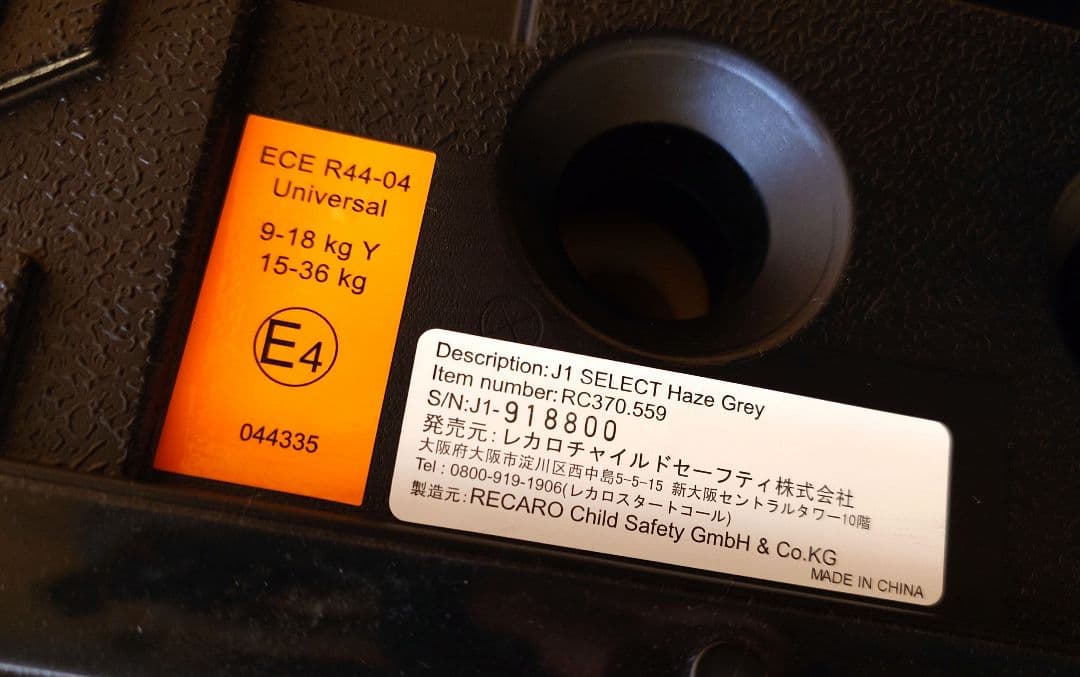 ECE R44-04
Universal
9-18 kg Y
15-36 kg
E4
044335
Description: J1 SELECT Haze Grey
Item number: RC370.559
S/N:J1-918800
発売元: レカロチャイルドセーフティ株式会社
大阪府大阪市淀川区西中島5-5-15 新大阪セントラルタワー10階
Tel : 0800-919-1906(レカロスタートコール)
製造元: RECARO Child Safety GmbH & Co.KG
MADE IN CHINA